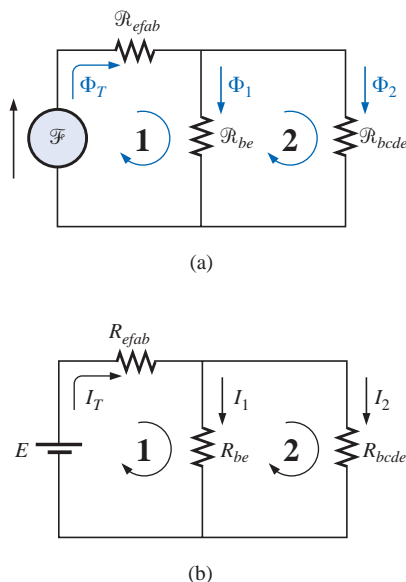 ℛefab
ΦT
Φ1
Φ2
ℱ
1
ℛbe
2
ℛbcde
(a)
Refab
IT
I1
I2
E
1
Rbe
2
Rbcde
(b)